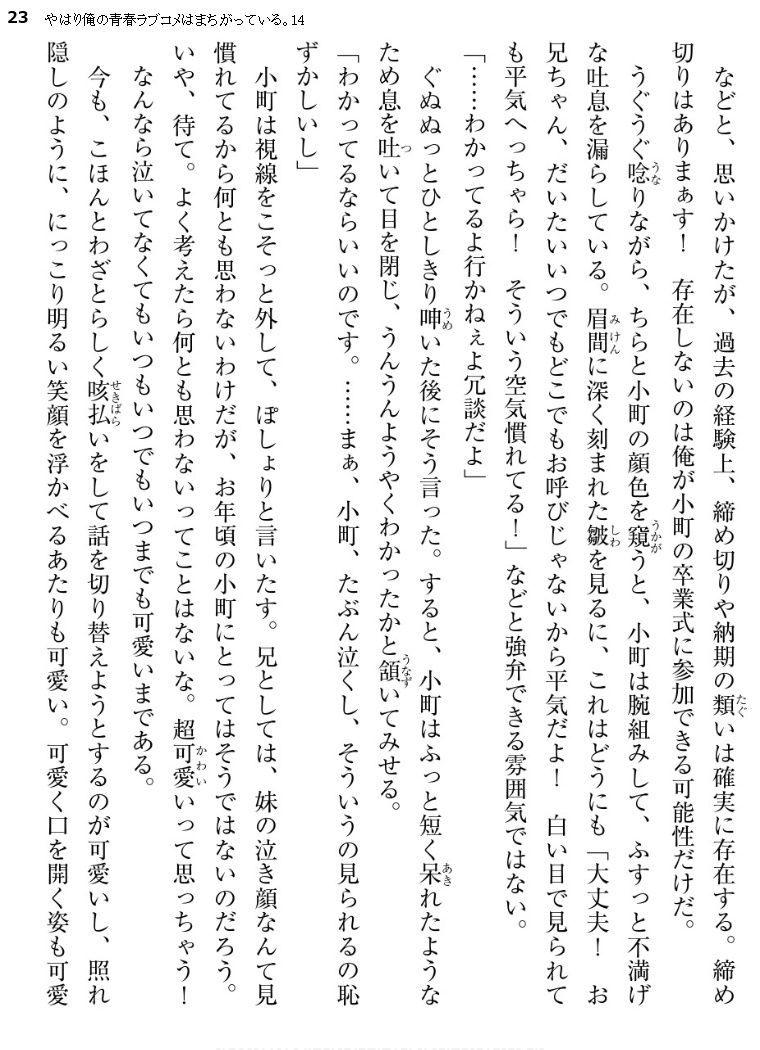 23 やはり俺の青春ラブコメはまちがっている。14
などと、思いかけたが、過去の経験上、締め切りや納期の類いは確実に存在する。締め
切りはありまぁす！　存在しないのは俺が小町の卒業式に参加できる可能性だけだ。
うぐうぐ唸りながら、ちらと小町の顔色を窺うと、小町は腕組みして、ふすっと不満げ
な吐息を漏らしている。眉間に深く刻まれた皺を見るに、これはどうにも「大丈夫！　お
兄ちゃん、だいたいいつでもどこでもお呼びじゃないから平気だよ！　白い目で見られて
も平気へっちゃら！　そういう空気慣れてる！」などと強弁できる雰囲気ではない。
「……わかってるよ行かねぇよ冗談だよ」
ぐぬぬっとひとしきり呻いた後にそう言った。すると、小町はふっと短く呆れたような
ため息を吐いて目を閉じ、うんうんようやくわかったかと頷いてみせる。
「わかってるならいいのです。……まぁ、小町、たぶん泣くし、そういうの見られるの恥
ずかしいし」
小町は視線をこそっと外して、ぽしょりと言いたす。兄としては、妹の泣き顔なんて見
慣れてるから何とも思わないわけだが、お年頃の小町にとってはそうではないのだろう。
いや、待て。よく考えたら何とも思わないってことはないな。超可愛いって思っちゃう！
なんなら泣いてなくてもいつもいつでもいつまでも可愛いまである。
今も、こほんとわざとらしく咳払いをして話を切り替えようとするのが可愛いし、照れ
隠しのように、にっこり明るい笑顔を浮かべるあたりも可愛い。可愛く口を開く姿も可愛